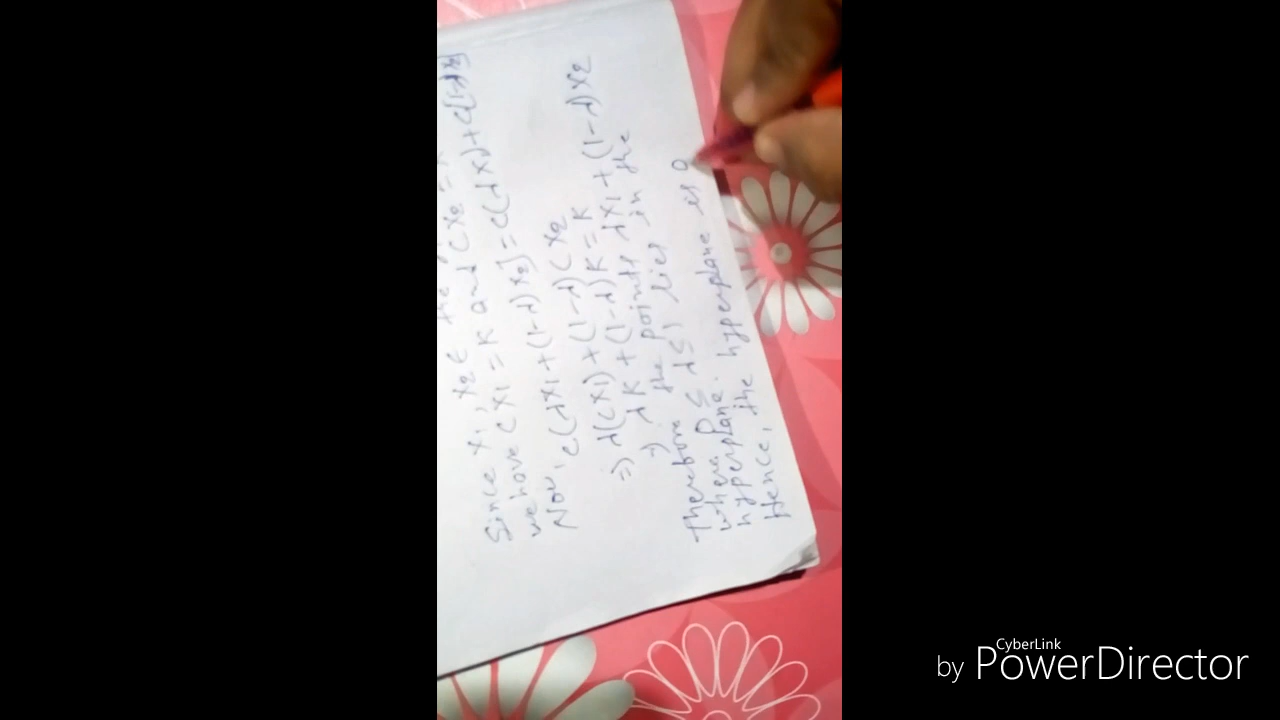 Since x1, x2 ∈ the
we have cx1 = K and cx2 = K
Now, c[λx1 + (1-λ)x2] = c(λx1) + c[(1-λ)x2]
⇒ λ(cx1) + (1-λ)cx2
⇒ λK + (1-λ)K = K
Therefore the points λx1 + (1-λ)x2
where 0 ≤ λ ≤ 1 lies in the
hyperplane.
Hence, the hyperplane is a
CyberLink
by PowerDirector